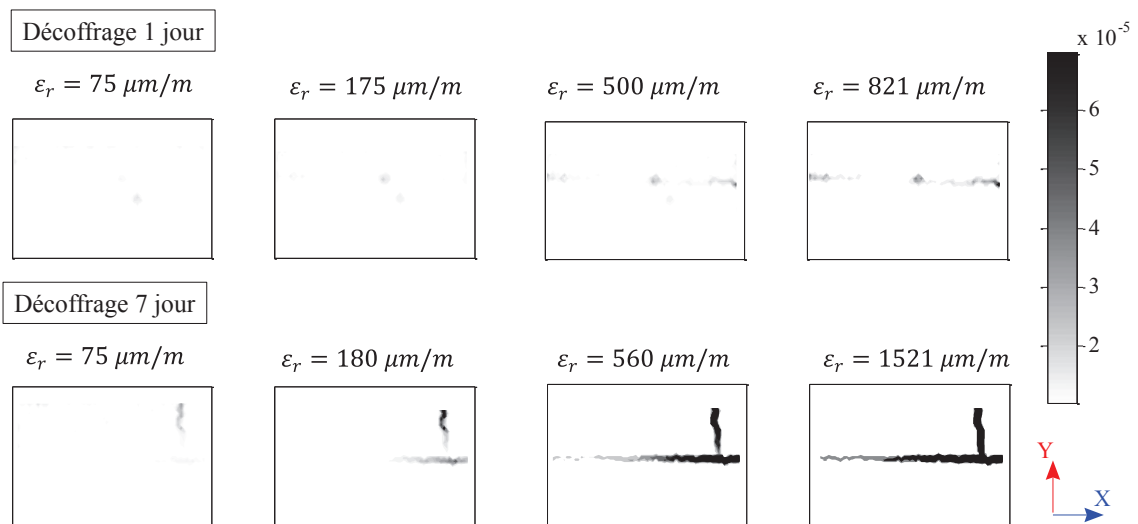 Décoffrage 1 jour
x 10⁻⁵
εᵣ = 75 μm/m
εᵣ = 175 μm/m
εᵣ = 500 μm/m
εᵣ = 821 μm/m
6
5
4
3
2
Décoffrage 7 jour
εᵣ = 75 μm/m
εᵣ = 180 μm/m
εᵣ = 560 μm/m
εᵣ = 1521 μm/m
Y
X